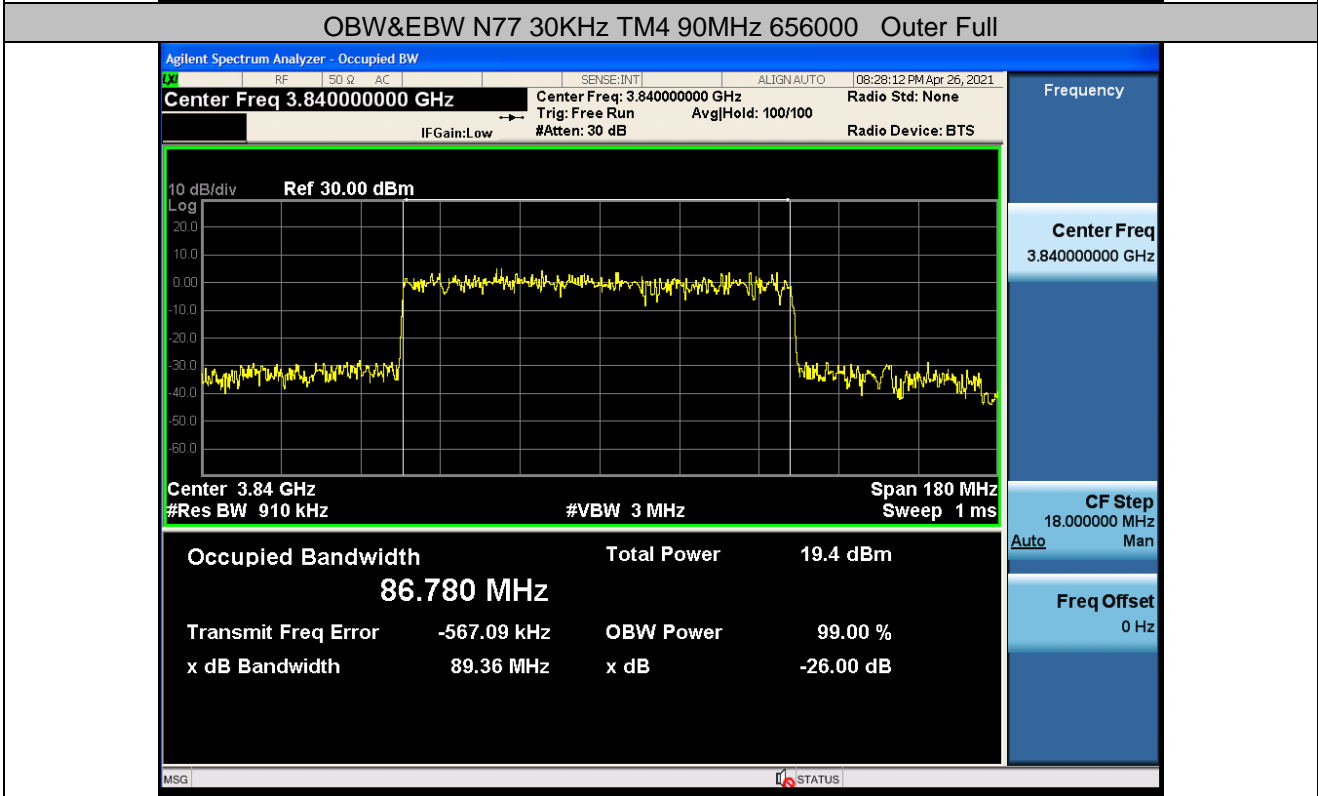 OBW&EBW N77 30KHz TM4 90MHz 656000 Outer Full
Agilent Spectrum Analyzer - Occupied BW
LXI RF 50 Ω AC SENSE:INT ALIGN AUTO 08:28:12 PM Apr 26, 2021
Center Freq 3.840000000 GHz
Center Freq: 3.840000000 GHz
Radio Std: None
Trig: Free Run Avg|Hold: 100/100
IFGain:Low #Atten: 30 dB Radio Device: BTS
10 dB/div Ref 30.00 dBm
Log
20.0
10.0
0.00
-10.0
-20.0
-30.0
-40.0
-50.0
-60.0
Center 3.84 GHz Span 180 MHz
#Res BW 910 kHz #VBW 3 MHz Sweep 1 ms
Occupied Bandwidth Total Power 19.4 dBm
86.780 MHz
Transmit Freq Error -567.09 kHz OBW Power 99.00 %
x dB Bandwidth 89.36 MHz x dB -26.00 dB
MSG STATUS
Frequency
Center Freq
3.840000000 GHz
CF Step
18.000000 MHz
Auto Man
Freq Offset
0 Hz